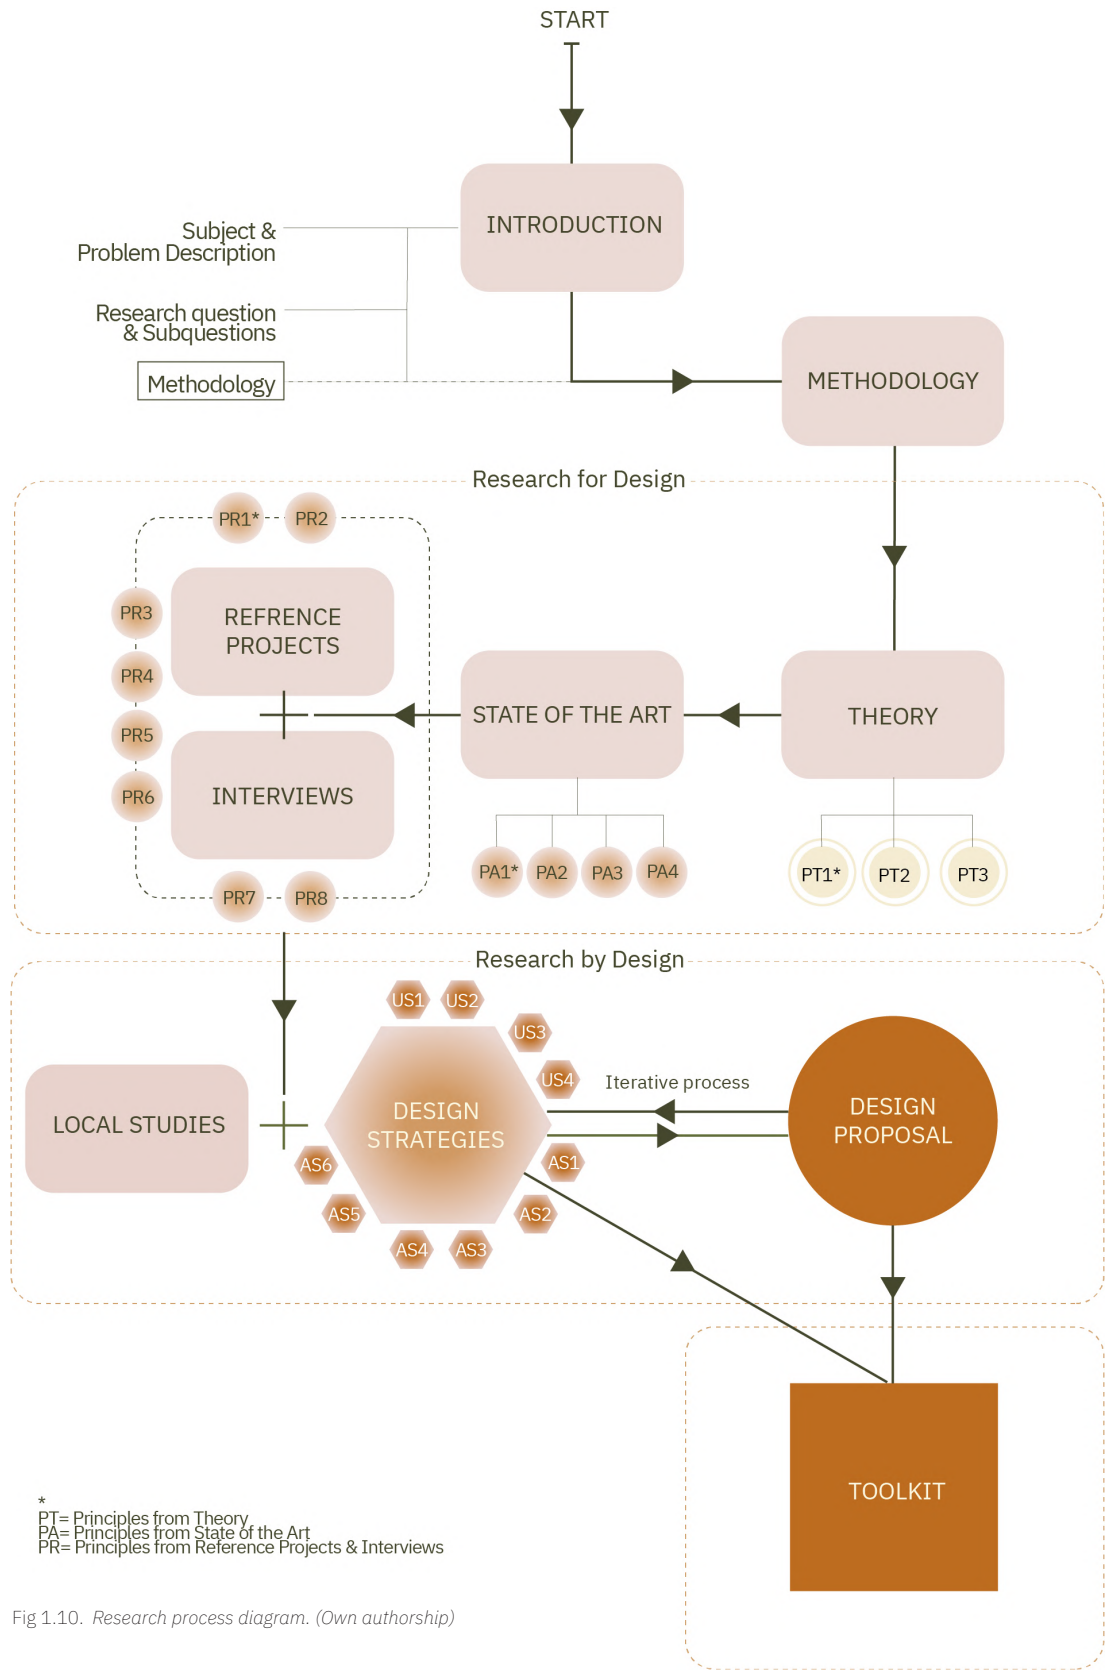 START
INTRODUCTION
Subject &
Problem Description
Research question
& Subquestions
Methodology
METHODOLOGY
Research for Design
PR1*
PR2
PR3
PR4
PR5
PR6
PR7
PR8
REFRENCE
PROJECTS
INTERVIEWS
STATE OF THE ART
THEORY
PA1*
PA2
PA3
PA4
PT1*
PT2
PT3
Research by Design
US1
US2
US3
US4
LOCAL STUDIES
DESIGN
STRATEGIES
Iterative process
DESIGN
PROPOSAL
AS1
AS2
AS3
AS4
AS5
AS6
TOOLKIT
*
PT= Principles from Theory
PA= Principles from State of the Art
PR= Principles from Reference Projects & Interviews
Fig 1.10. Research process diagram. (Own authorship)